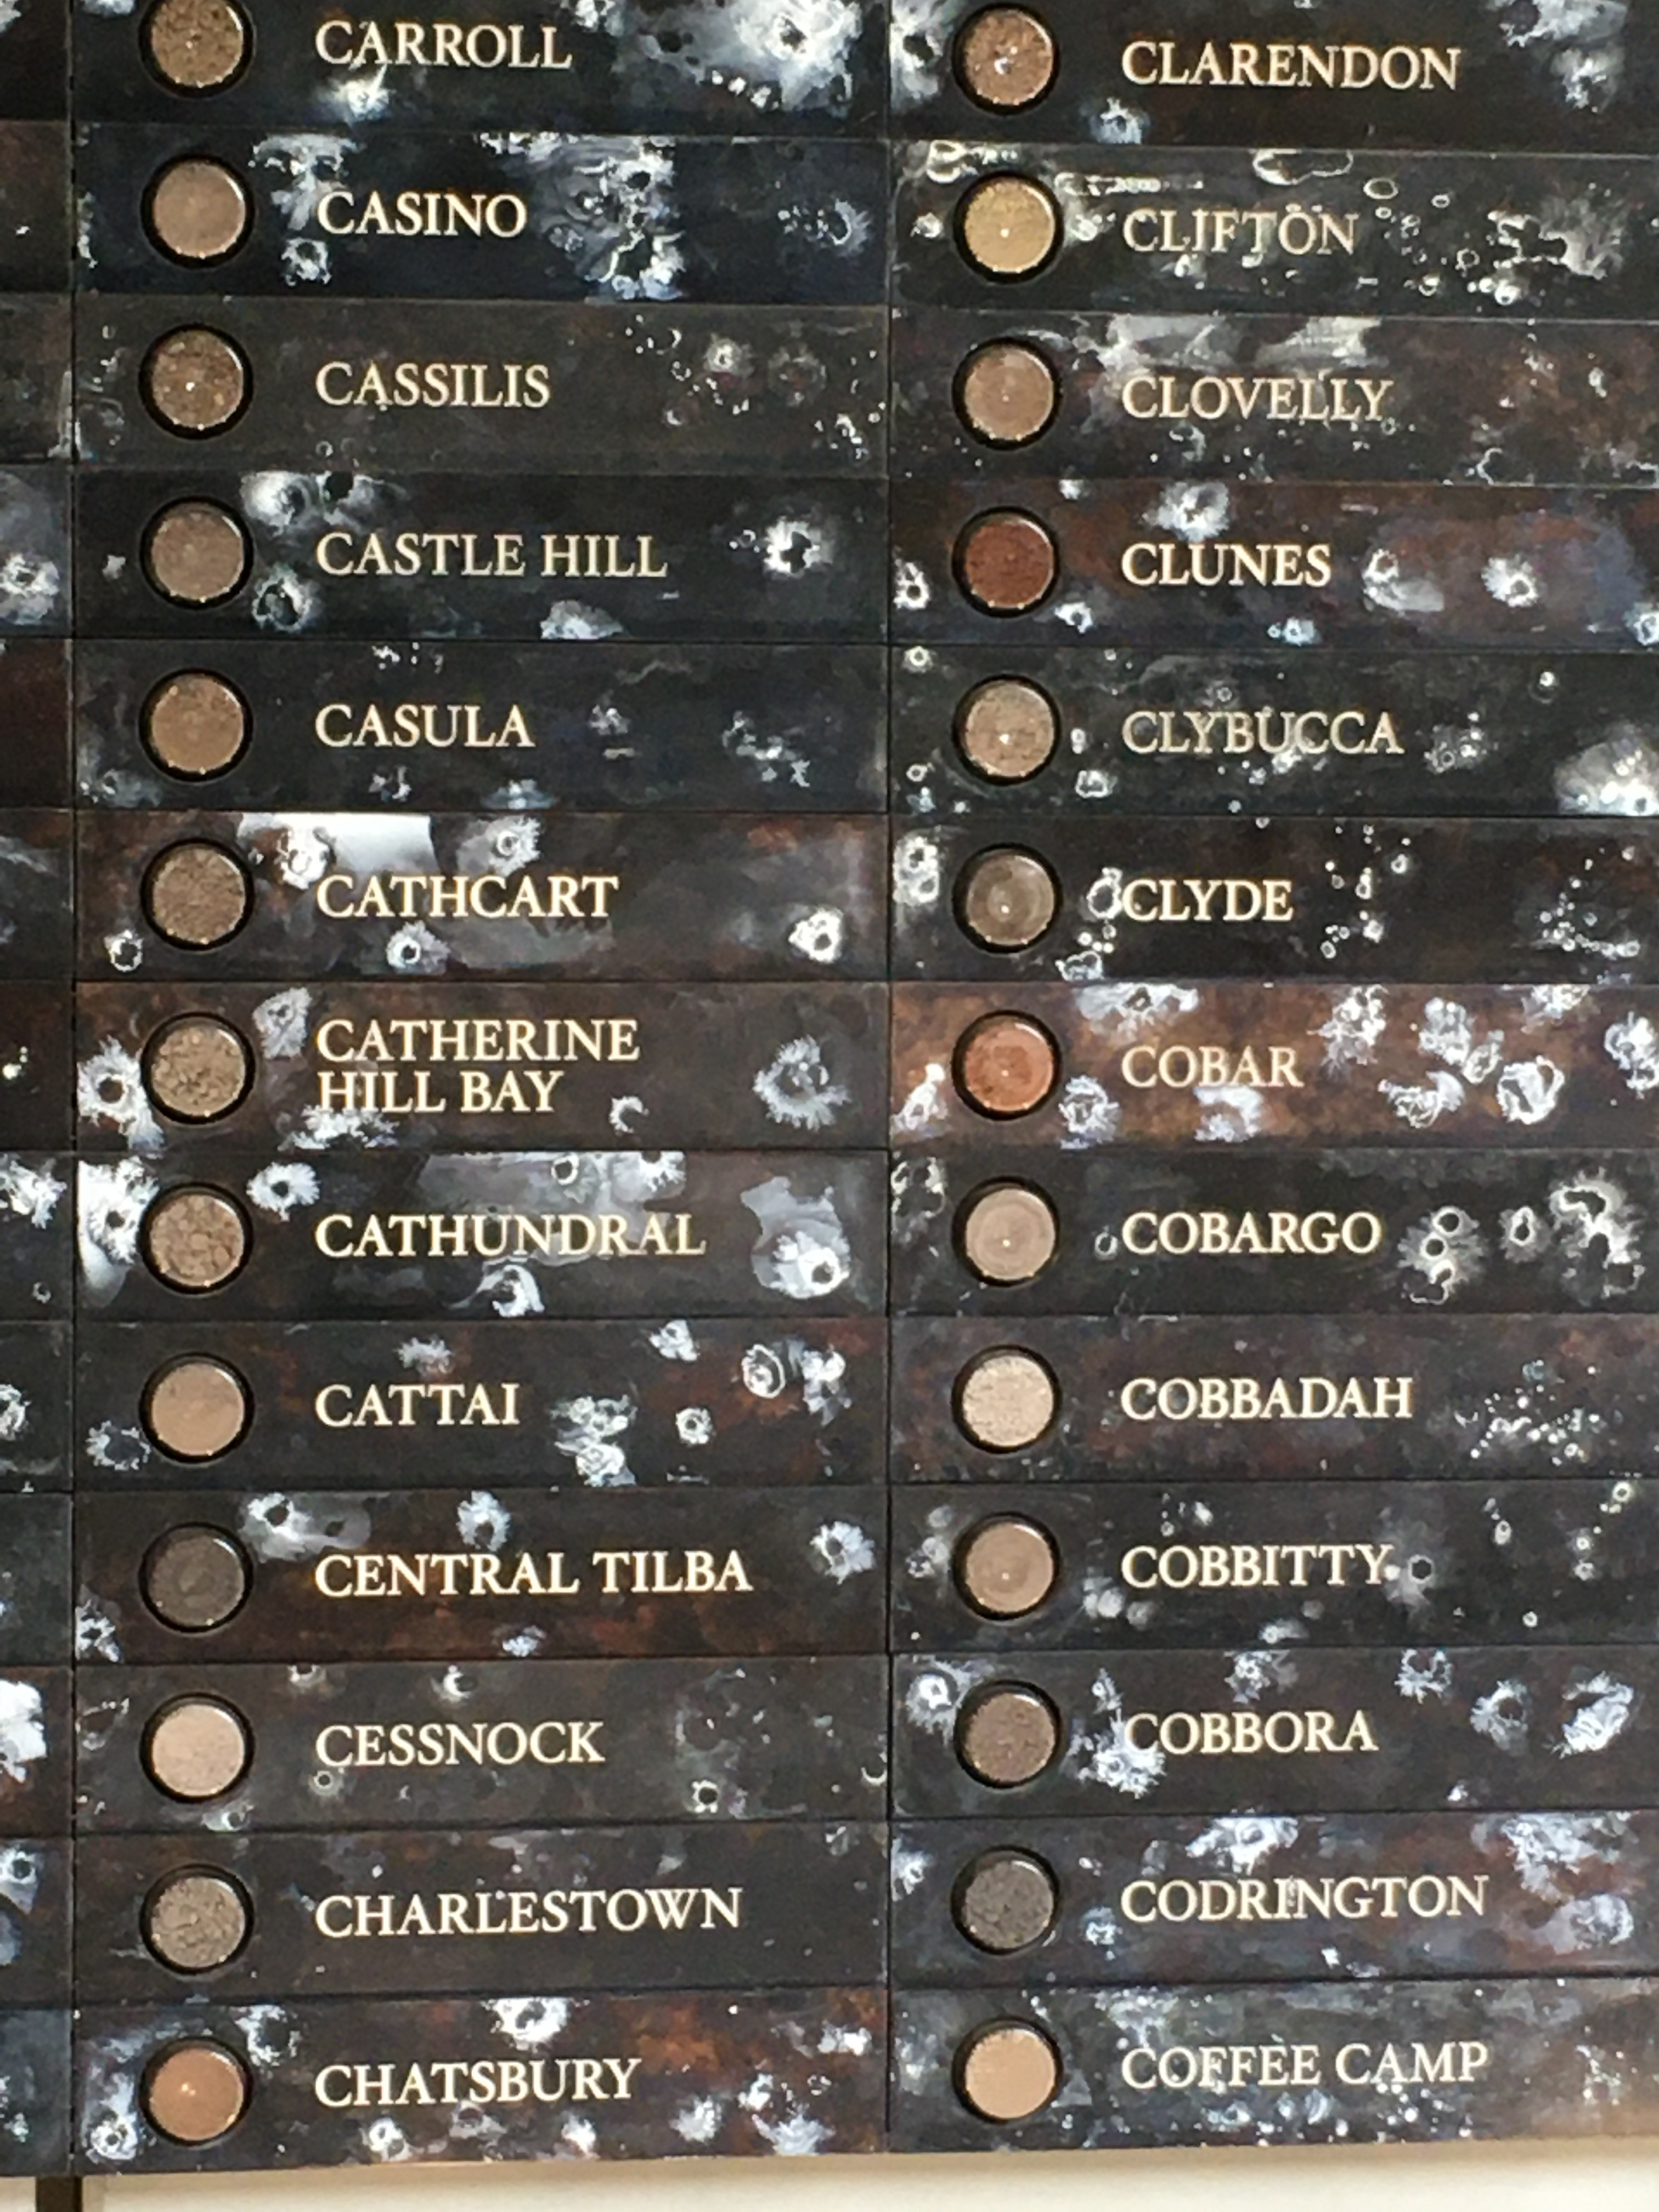 CARROLL
CASINO
CASSILIS
CASTLE HILL
CASULA
CATHCART
CATHERINE
HILL BAY
CATHUNDRAL
CATTAI
CENTRAL TILBA
CESSNOCK
CHARLESTOWN
CHATSBURY
CLARENDON
CLIFTON
CLOVELLY
CLUNES
CLYBUCCA
CLYDE
COBAR
COBARGO
COBBADAH
COBBITTY
COBBORA
CODRINGTON
COFFEE CAMP